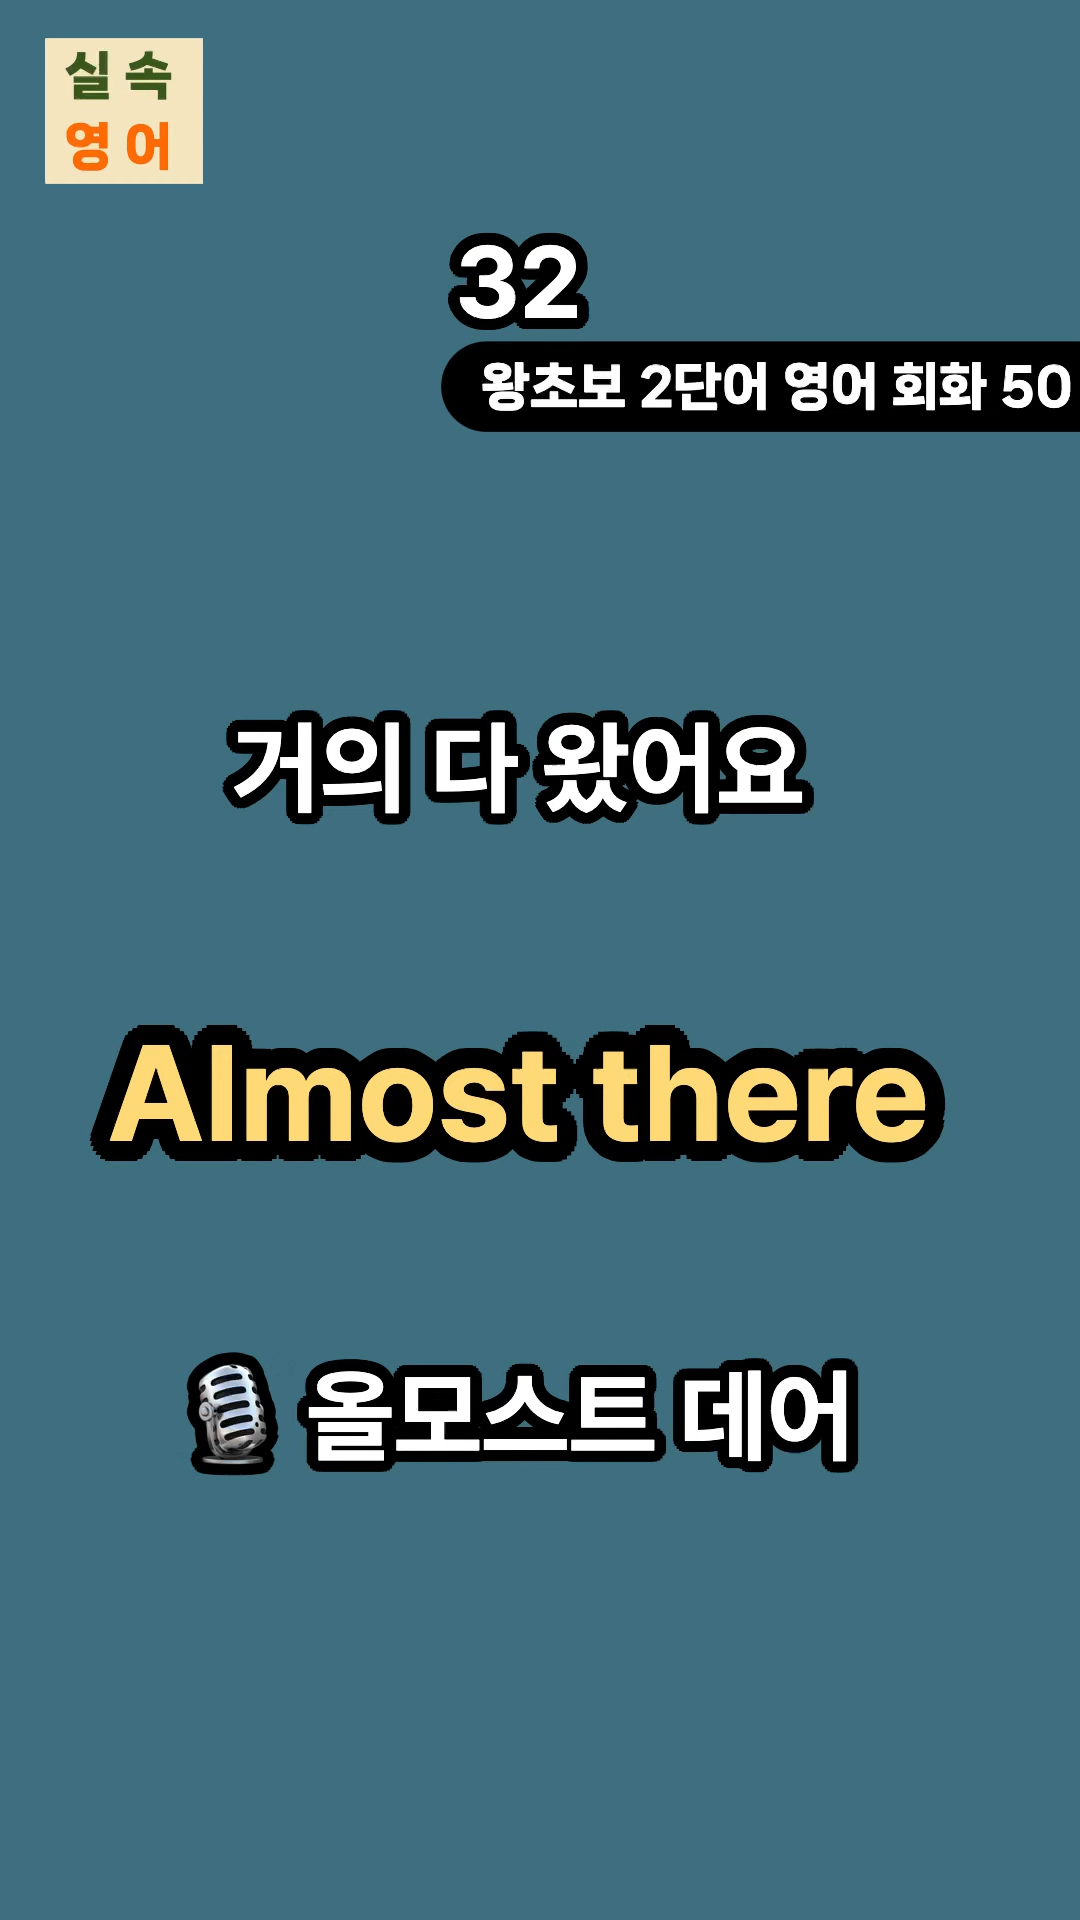 실속
영어
32
왕초보 2단어 영어 회화 50
거의 다 왔어요
Almost there
올모스트 데어